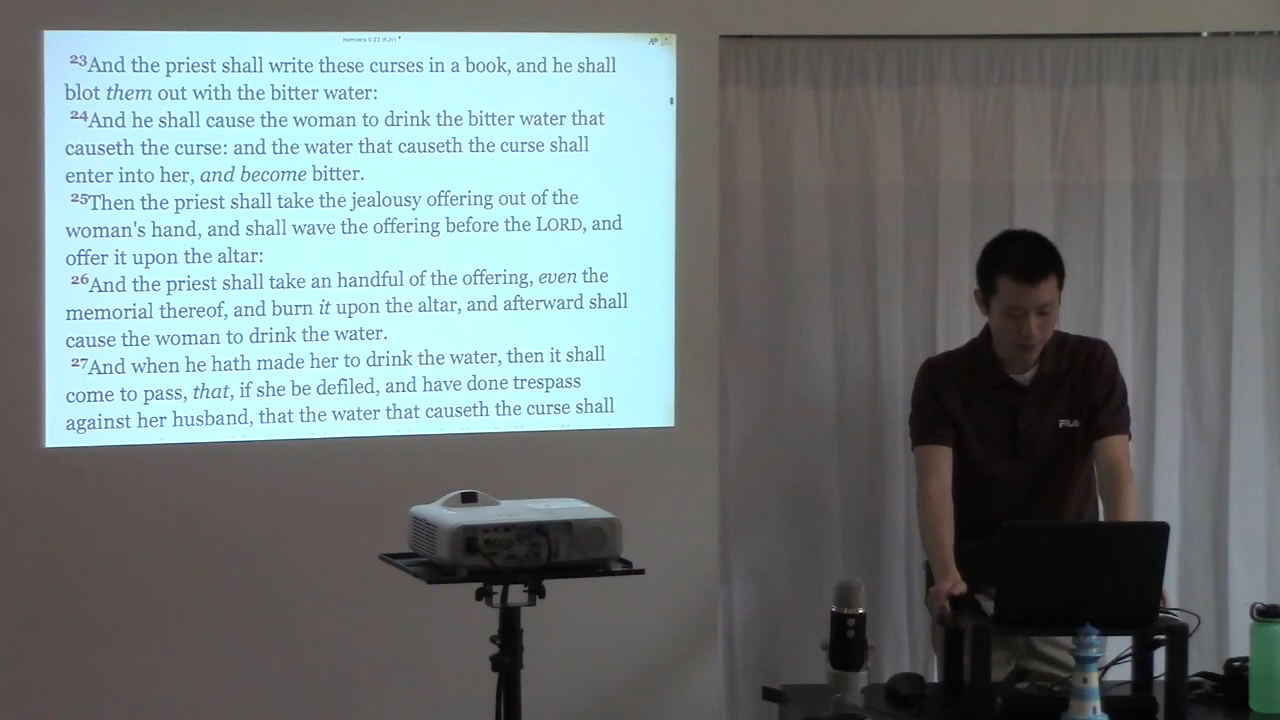 Numbers 5:22 (KJV)
23And the priest shall write these curses in a book, and he shall
blot them out with the bitter water:
24And he shall cause the woman to drink the bitter water that
causeth the curse: and the water that causeth the curse shall
enter into her, and become bitter.
25Then the priest shall take the jealousy offering out of the
woman's hand, and shall wave the offering before the LORD, and
offer it upon the altar:
26And the priest shall take an handful of the offering, even the
memorial thereof, and burn it upon the altar, and afterward shall
cause the woman to drink the water.
27And when he hath made her to drink the water, then it shall
come to pass, that, if she be defiled, and have done trespass
against her husband, that the water that causeth the curse shall
FILA